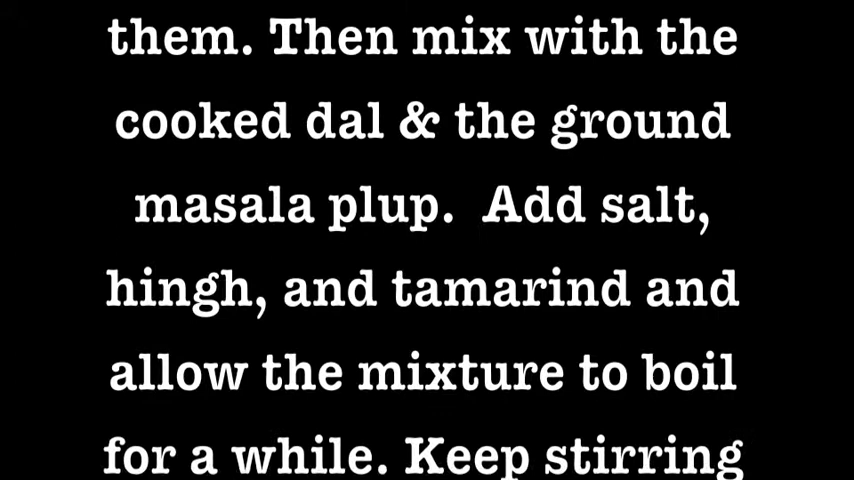 them. Then mix with the
cooked dal & the ground
masala plup.  Add salt,
hingh, and tamarind and
allow the mixture to boil
for a while. Keep stirring